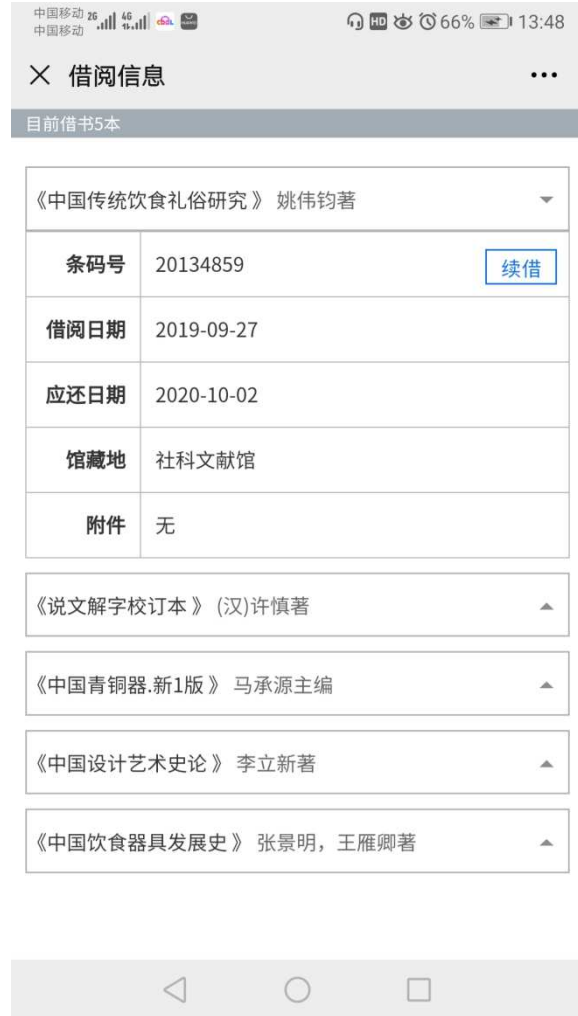 中国移动 2G 4G HD 66% 13:48
中国移动
借阅信息
目前借书5本
《中国传统饮食礼俗研究 》 姚伟钧著
条码号 20134859 续借
借阅日期 2019-09-27
应还日期 2020-10-02
馆藏地 社科文献馆
附件 无
《说文解字校订本 》 (汉)许慎著
《中国青铜器.新1版 》 马承源主编
《中国设计艺术史论 》 李立新著
《中国饮食器具发展史 》 张景明，王雁卿著